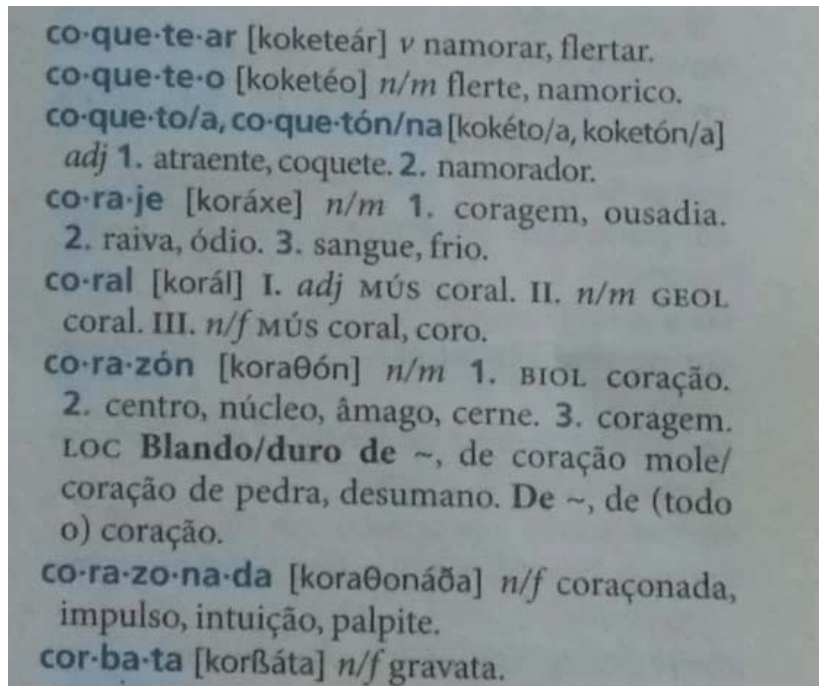 co·que·te·ar [koketeár] v namorar, flertar.
co·que·te·o [koketéo] n/m flerte, namorico.
co·que·to/a, co·que·tón/na [kokéto/a, koketón/a]
adj 1. atraente, coquete. 2. namorador.
co·ra·je [koráxe] n/m 1. coragem, ousadia.
2. raiva, ódio. 3. sangue, frio.
co·ral [korál] I. adj MÚS coral. II. n/m GEOL
coral. III. n/f MÚS coral, coro.
co·ra·zón [koraθón] n/m 1. BIOL coração.
2. centro, núcleo, âmago, cerne. 3. coragem.
LOC Blando/duro de ~, de coração mole/
coração de pedra, desumano. De ~, de (todo
o) coração.
co·ra·zo·na·da [koraθonáða] n/f coraçonada,
impulso, intuição, palpite.
cor·ba·ta [korßáta] n/f gravata.